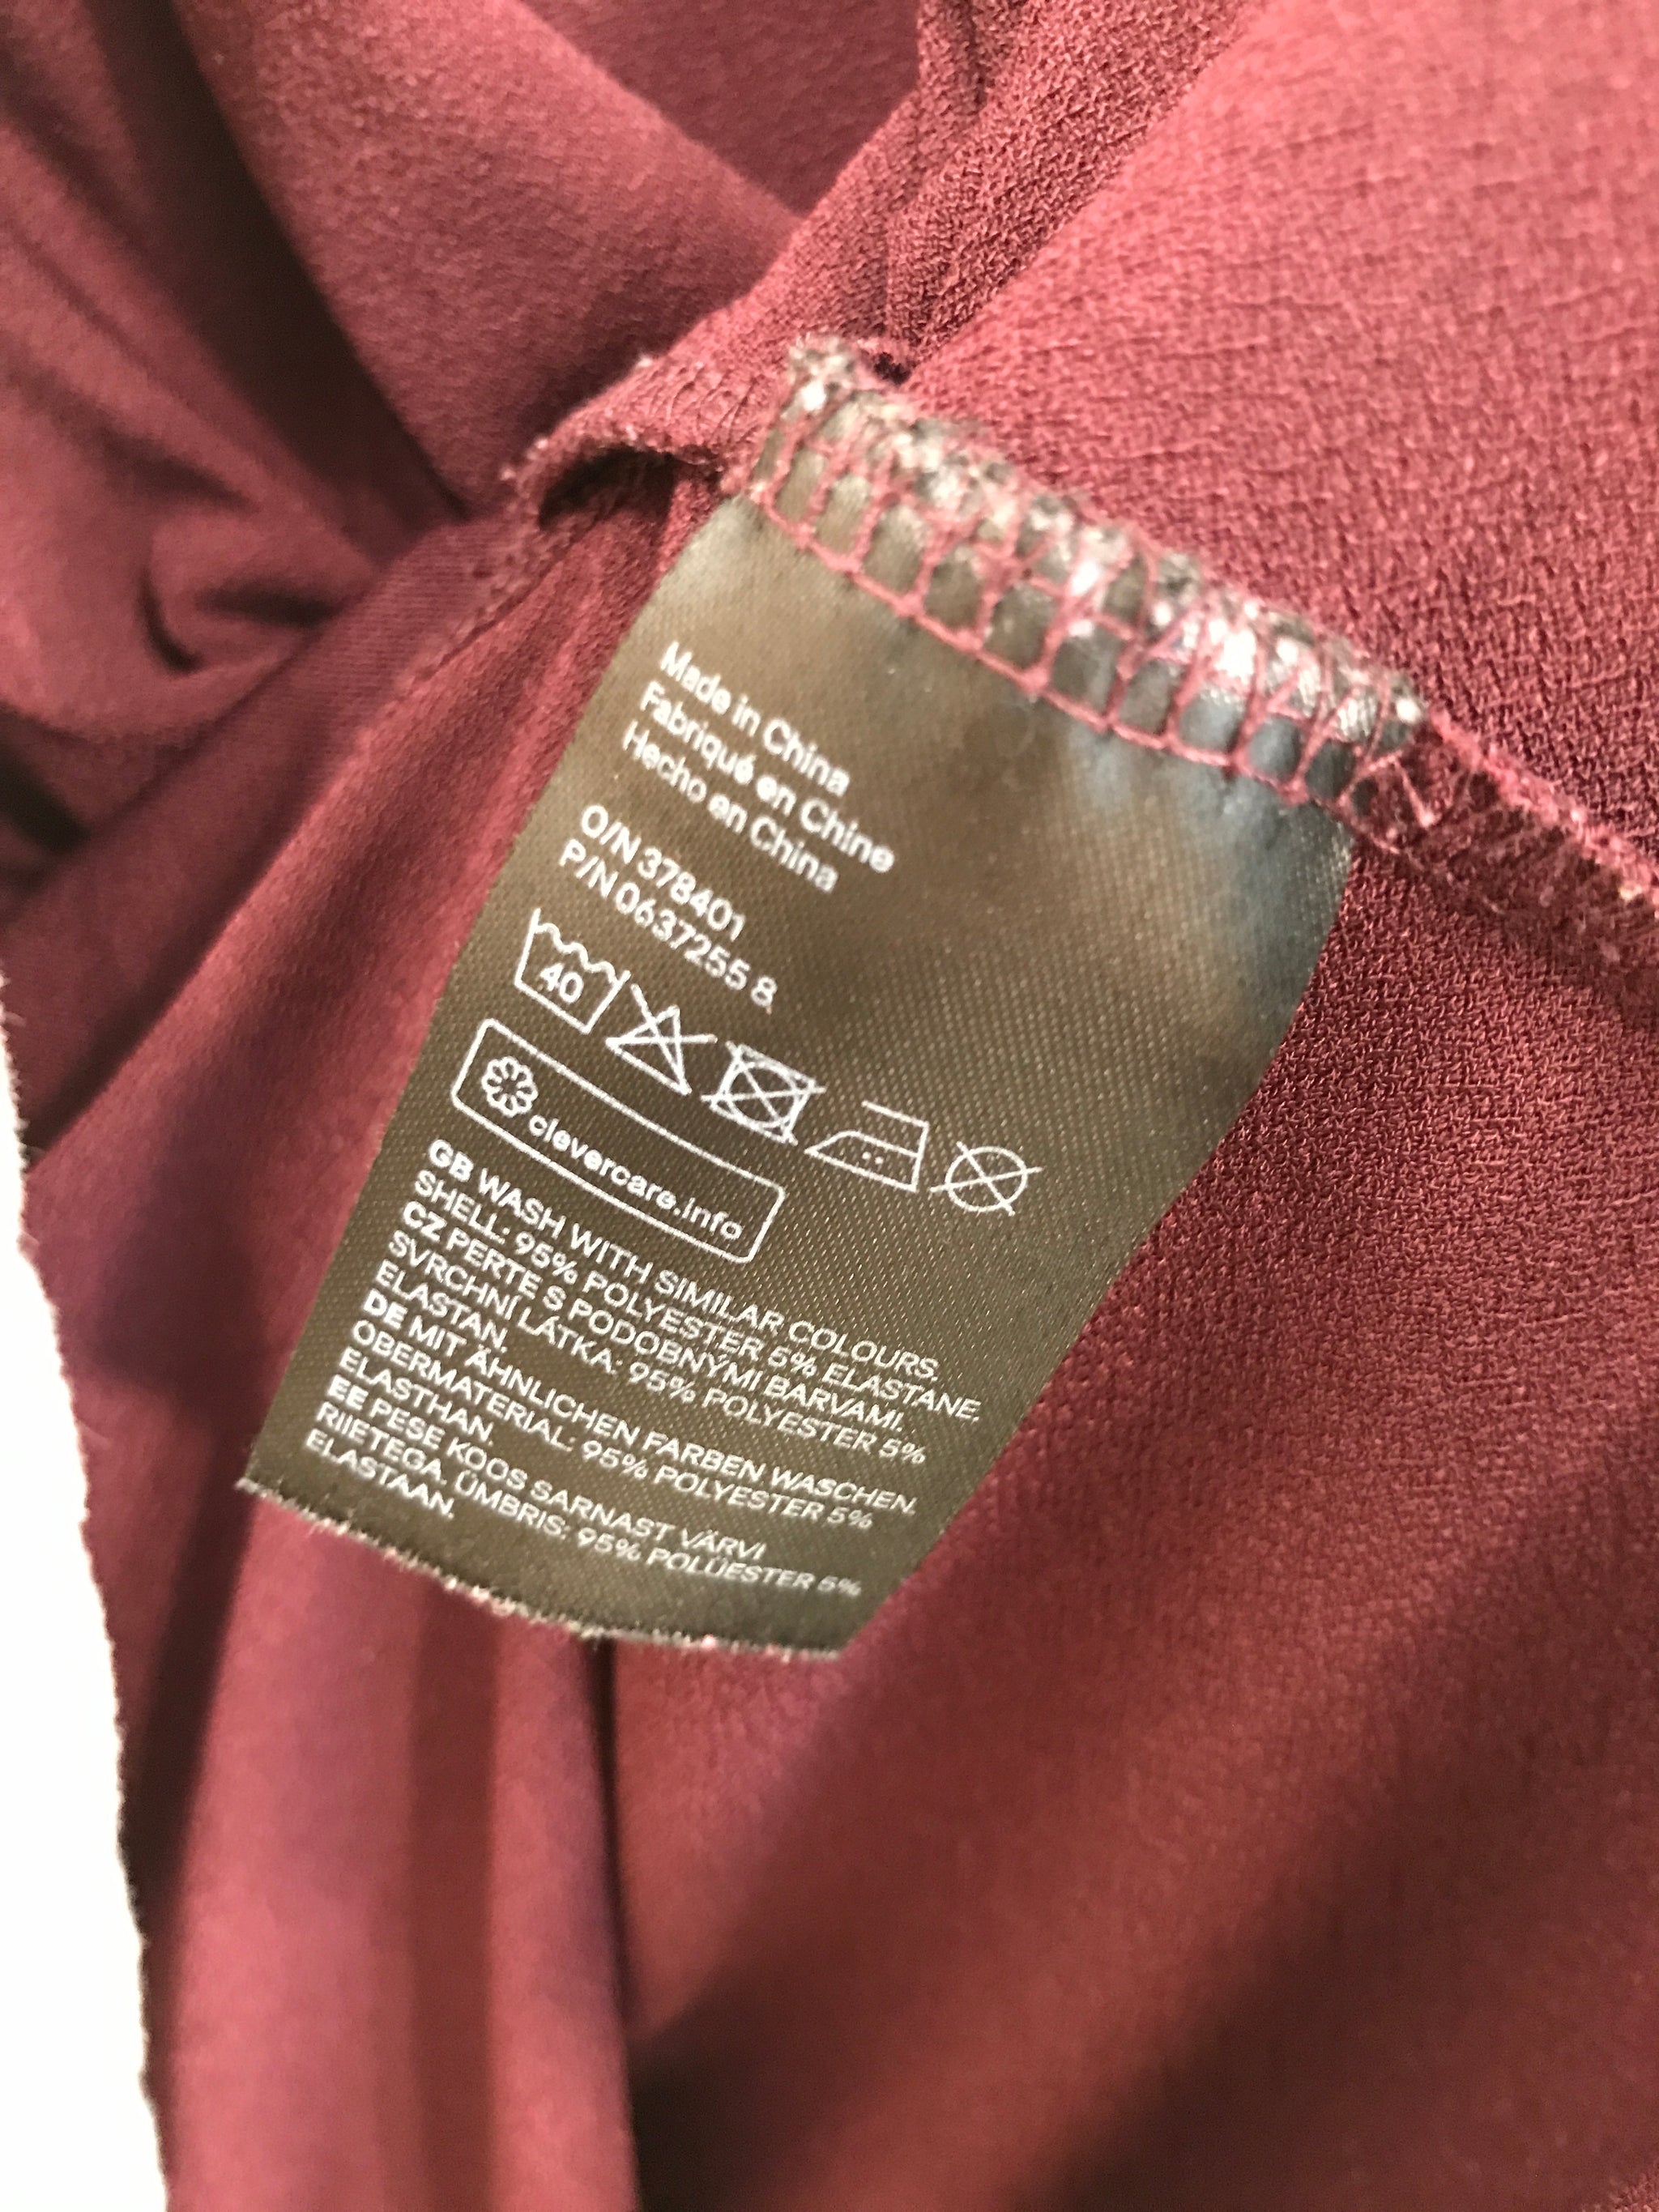 Made in China
Fabriqué en Chine
Hecho en China
O/N 378401
P/N 0637255 8
40
clevercare.info
GB WASH WITH SIMILAR COLOURS.
SHELL: 95% POLYESTER 5% ELASTANE.
CZ PERTE S PODOBNÝMI BARVAMI.
SVRCHNÍ LÁTKA: 95% POLYESTER 5%
ELASTAN.
DE MIT ÄHNLICHEN FARBEN WASCHEN.
OBERMATERIAL: 95% POLYESTER 5%
ELASTHAN.
EE PESE KOOS SARNAST VÄRVI
RIIETEGA. ÜMBRIS: 95% POLÜESTER 5%
ELASTAAN.